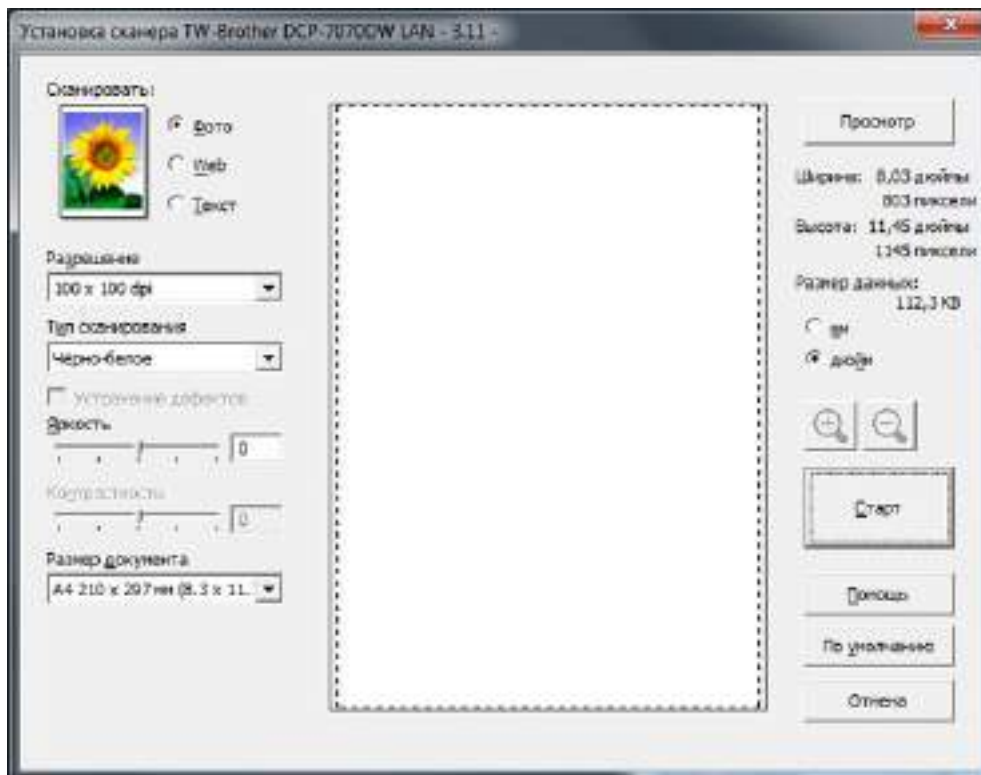 Установка сканера TW-Brother DCP-7070DW LAN - 3.11 -
Сканировать:
Фото
Web
Текст
Разрешение
100 x 100 dpi
Тип сканирования
Чёрно-белое
Устранение дефектов
Яркость
0
Контрастность
0
Размер документа
A4 210 x 297 мм (8.3 x 11.
Просмотр
Ширина: 8,03 дюймы
803 пиксели
Высота: 11,45 дюймы
1145 пиксели
Размер данных:
112,3 KB
дюйм
Старт
Помощь
По умолчанию
Отмена